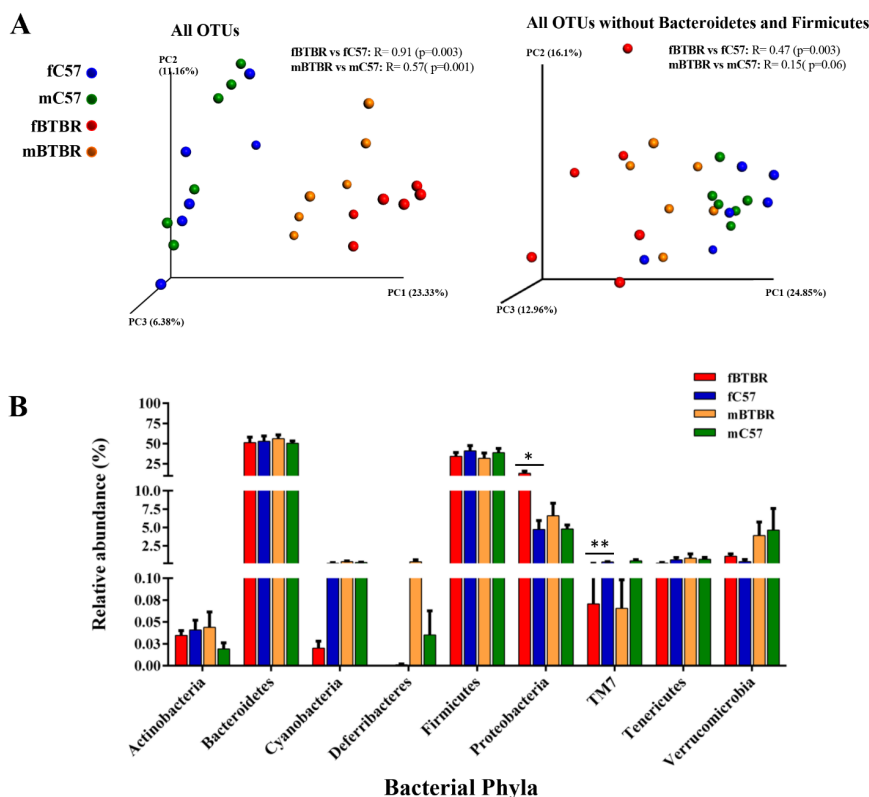 A
All OTUs
All OTUs without Bacteroidetes and Firmicutes
fC57
mC57
fBTBR
mBTBR
PC2
(11.16%)
fBTBR vs fC57: R= 0.91 (p=0.003)
mBTBR vs mC57: R= 0.57( p=0.001)
PC1 (23.33%)
PC3 (6.38%)
PC2 (16.1%)
fBTBR vs fC57: R= 0.47 (p=0.003)
mBTBR vs mC57: R= 0.15(p=0.06)
PC1 (24.85%)
PC3 (12.96%)
B
fBTBR
fC57
mBTBR
mC57
Relative abundance (%)
100
75
50
25
10.0
5.0
2.5
0.10
0.08
0.05
0.03
0.00
*
**
Actinobacteria
Bacteroidetes
Cyanobacteria
Deferribacteres
Firmicutes
Proteobacteria
TM7
Tenericutes
Verrucomicrobia
Bacterial Phyla